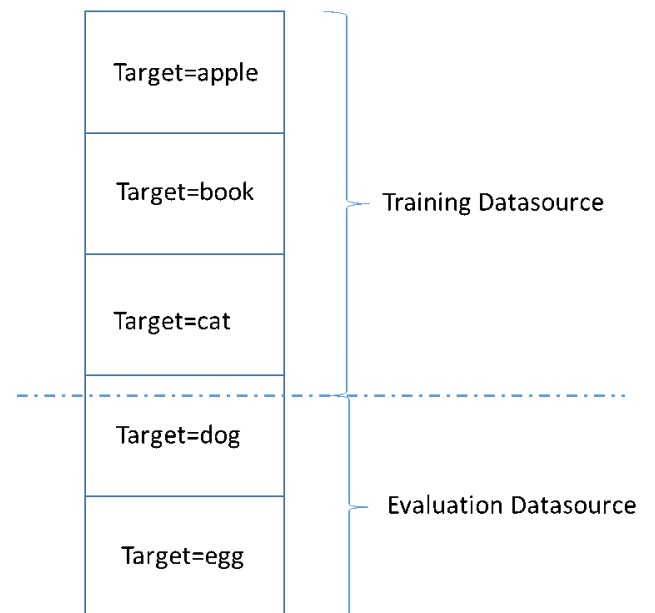 Target=apple
Target=book
Training Datasource
Target=cat
Target=dog
Evaluation Datasource
Target=egg